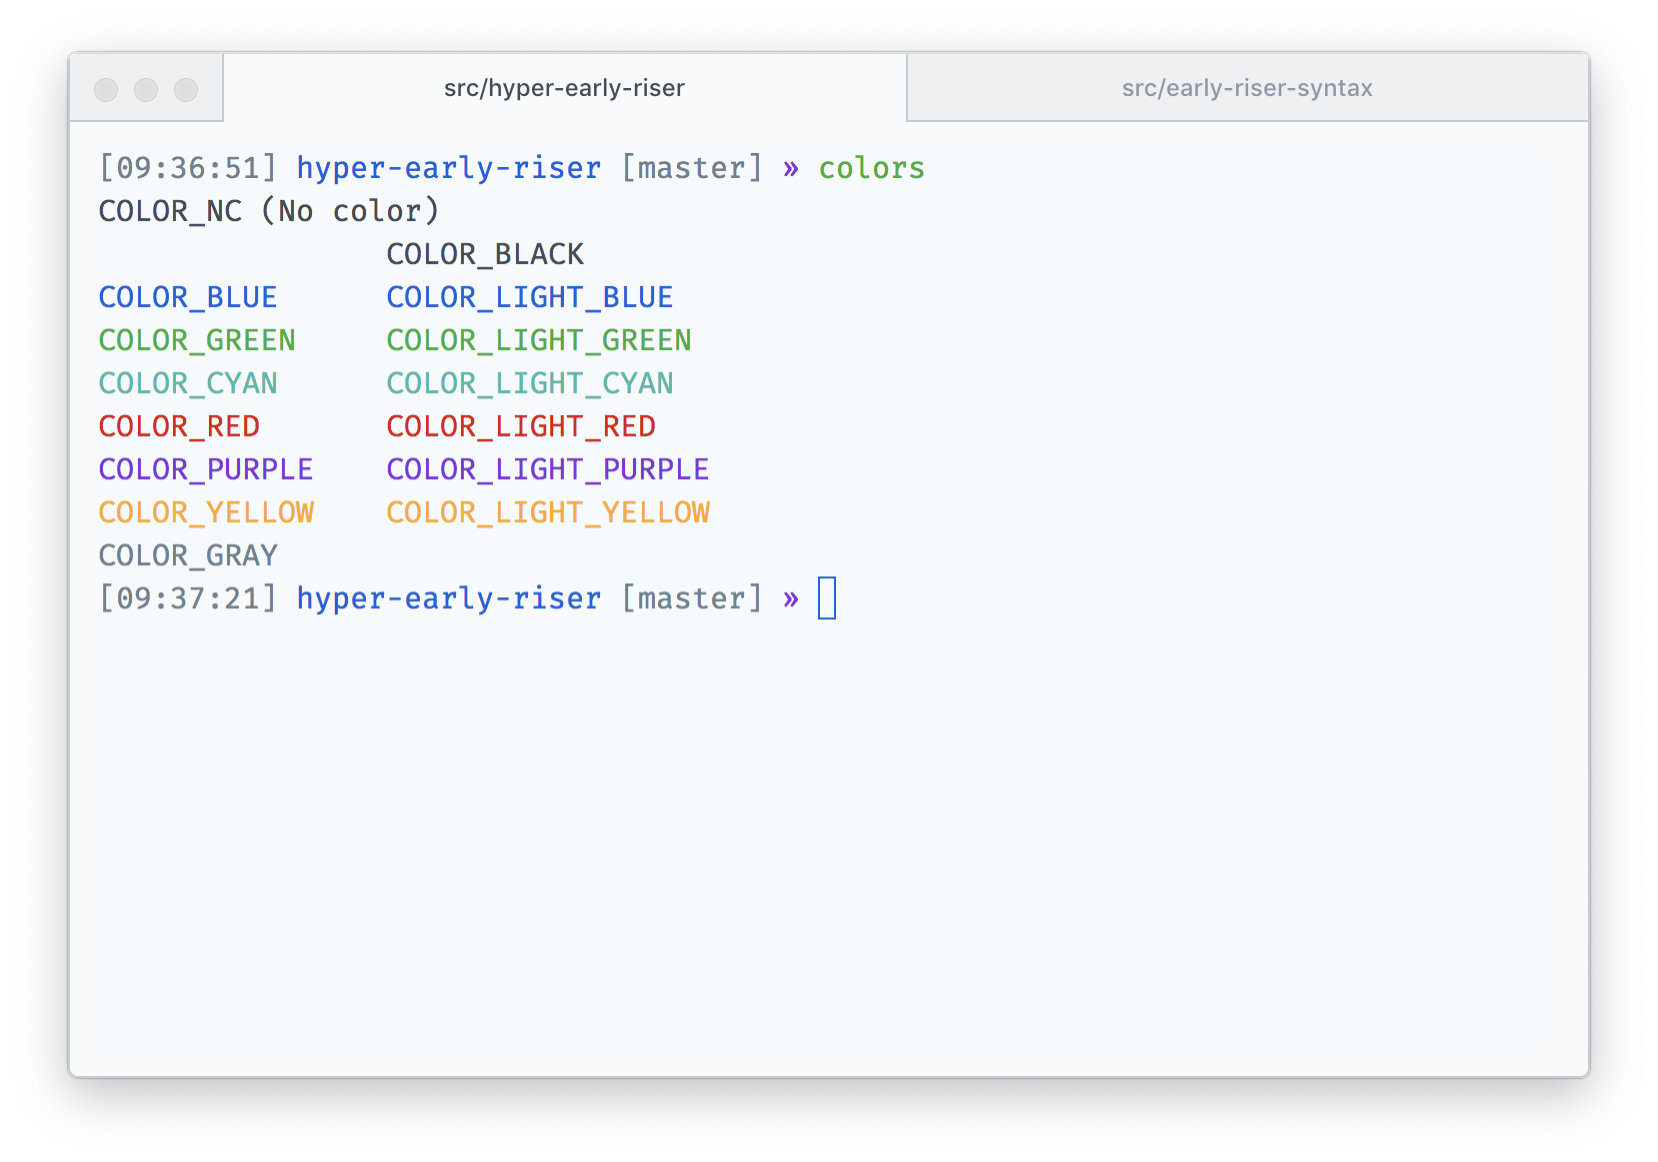 src/hyper-early-riser src/early-riser-syntax
[09:36:51] hyper-early-riser [master] » colors
COLOR_NC (No color)
COLOR_BLACK
COLOR_BLUE COLOR_LIGHT_BLUE
COLOR_GREEN COLOR_LIGHT_GREEN
COLOR_CYAN COLOR_LIGHT_CYAN
COLOR_RED COLOR_LIGHT_RED
COLOR_PURPLE COLOR_LIGHT_PURPLE
COLOR_YELLOW COLOR_LIGHT_YELLOW
COLOR_GRAY
[09:37:21] hyper-early-riser [master] »